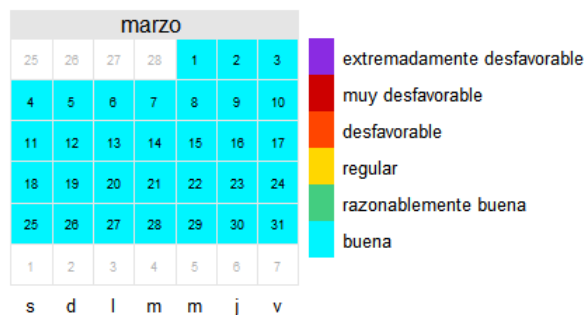 marzo
25 26 27 28 1 2 3
4 5 6 7 8 9 10
11 12 13 14 15 16 17
18 19 20 21 22 23 24
25 26 27 28 29 30 31
1 2 3 4 5 6 7
s d l m m j v
extremadamente desfavorable
muy desfavorable
desfavorable
regular
razonablemente buena
buena